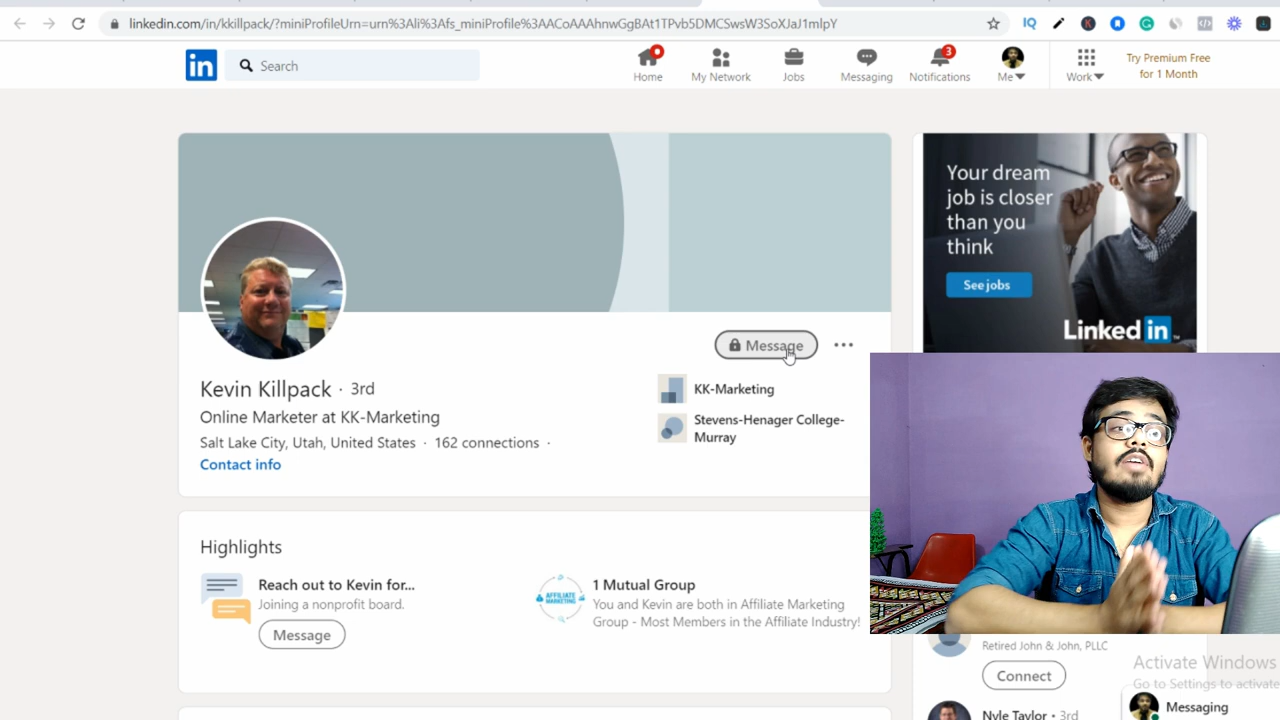 linkedin.com/in/kkillpack/?miniProfileUrn=urn%3Ali%3Afs_miniProfile%3AACoAAAhnwGgBAt1TPvb5DMCSwsW3SoXJaJ1mlpY
IQ
in
Search
Home
My Network
Jobs
Messaging
3
Notifications
Me
Work
Try Premium Free
for 1 Month
Your dream
job is closer
than you
think
See jobs
Linked in
Message
Kevin Killpack · 3rd
Online Marketer at KK-Marketing
Salt Lake City, Utah, United States · 162 connections ·
Contact info
KK-Marketing
Stevens-Henager College-
Murray
Highlights
Reach out to Kevin for...
Joining a nonprofit board.
Message
AFFILIATE
MARKETING
1 Mutual Group
You and Kevin are both in Affiliate Marketing
Group - Most Members in the Affiliate Industry!
Retired John & John, PLLC
Connect
Nyle Taylor • 3rd
Activate Windows
Go to Settings to activate
Messaging